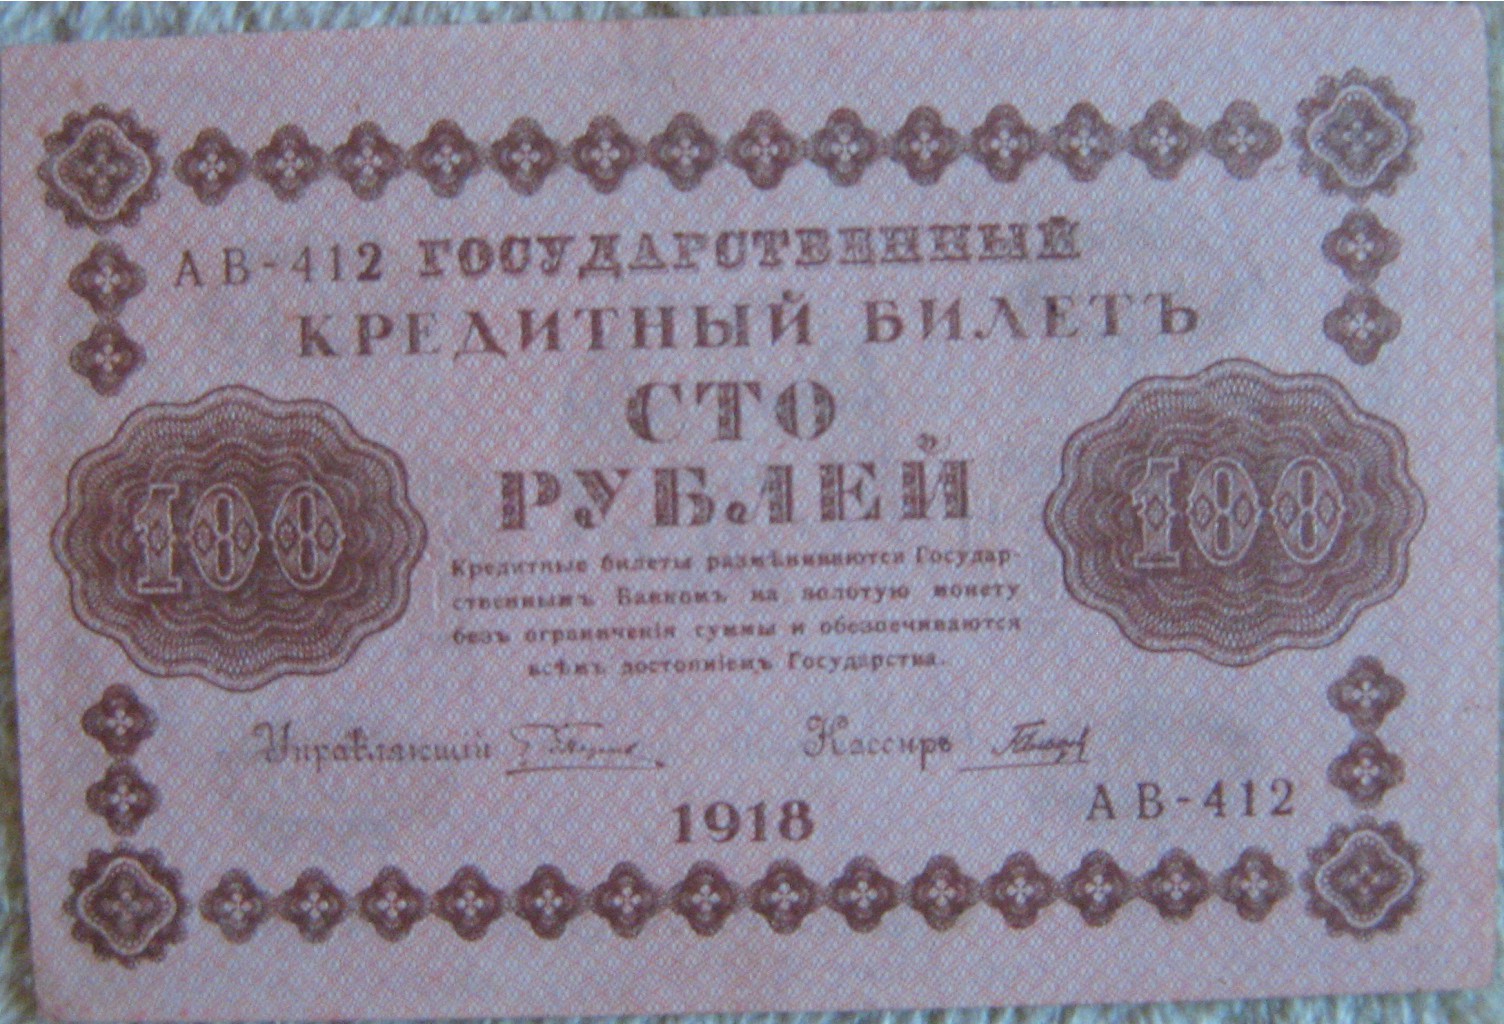 АВ-412 ГОСУДАРСТВЕННЫЙ
КРЕДИТНЫЙ БИЛЕТЪ
СТО
РУБЛЕЙ
100
100
Кредитные билеты размѣниваются Государ-
ственнымъ Банкомъ на золотую монету
безъ ограниченія суммы и обезпечиваются
всѣмъ достояніемъ Государства.
Управляющій
Кассиръ
1918
АВ-412